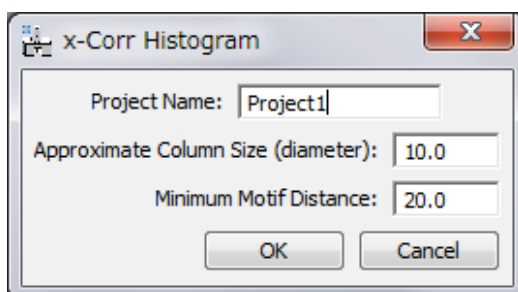 x-Corr Histogram
Project Name: Project1
Approximate Column Size (diameter): 10.0
Minimum Motif Distance: 20.0
OK Cancel